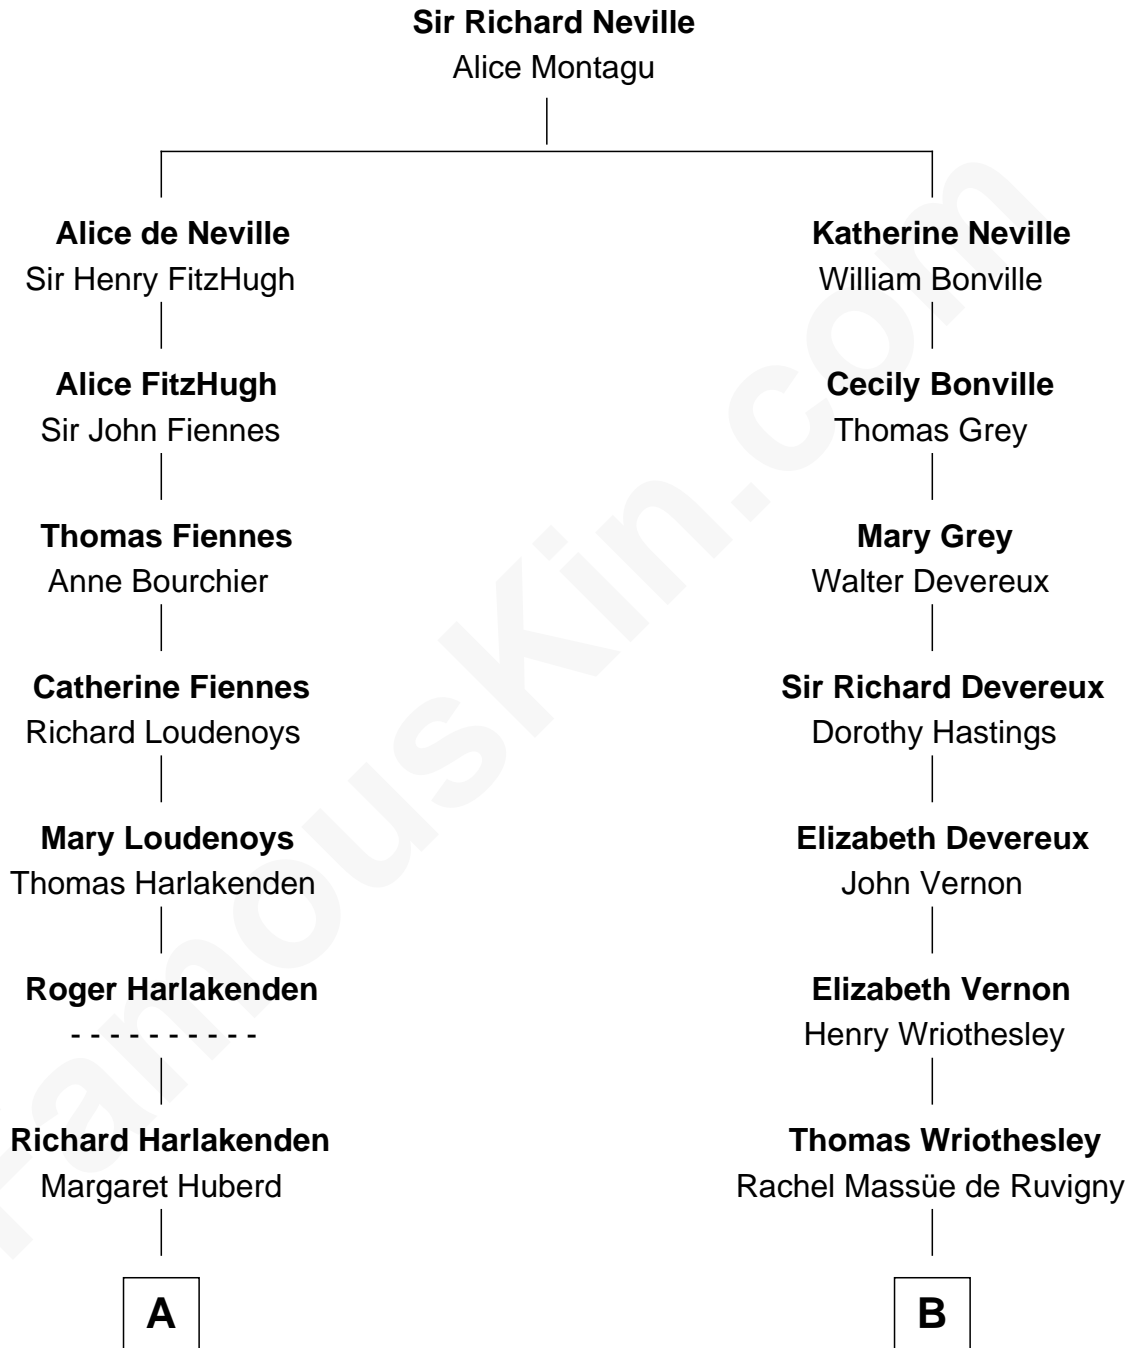 Sir Richard Neville
Alice Montagu
Alice de Neville
Sir Henry FitzHugh
Katherine Neville
William Bonville
Alice FitzHugh
Sir John Fiennes
Cecily Bonville
Thomas Grey
Thomas Fiennes
Anne Bourchier
Mary Grey
Walter Devereux
Catherine Fiennes
Richard Loudenoys
Sir Richard Devereux
Dorothy Hastings
Mary Loudenoys
Thomas Harlakenden
Elizabeth Devereux
John Vernon
Roger Harlakenden
- - - - - - - - - -
Elizabeth Vernon
Henry Wriothesley
Richard Harlakenden
Margaret Huberd
Thomas Wriothesley
Rachel Massüe de Ruvigny
A
B
FamousKin.com